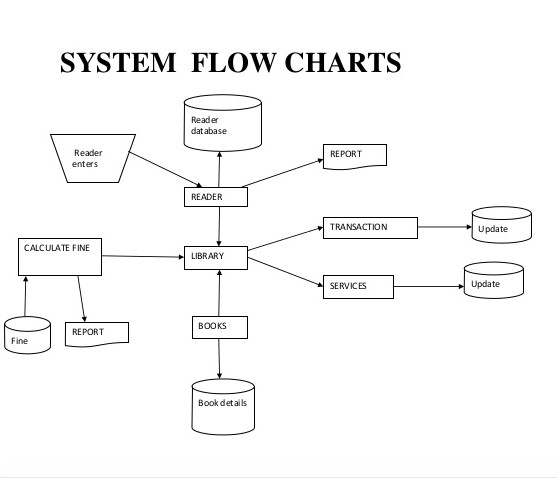 SYSTEM FLOW CHARTS
Reader
database
Reader
enters
REPORT
READER
TRANSACTION
Update
CALCULATE FINE
LIBRARY
SERVICES
Update
Fine
REPORT
BOOKS
Book details